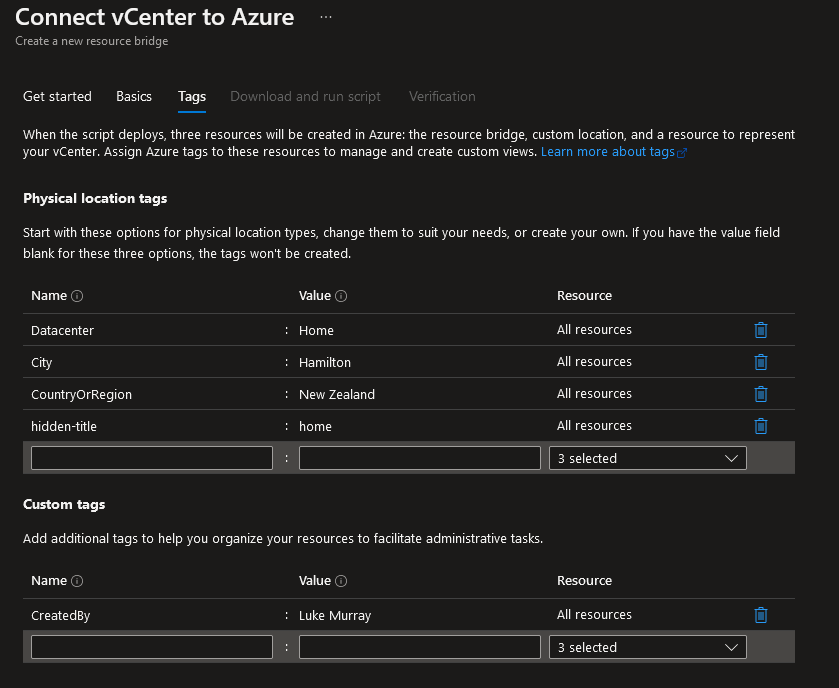 Connect vCenter to Azure ...
Create a new resource bridge
Get started Basics Tags Download and run script Verification
When the script deploys, three resources will be created in Azure: the resource bridge, custom location, and a resource to represent
your vCenter. Assign Azure tags to these resources to manage and create custom views. Learn more about tags
Physical location tags
Start with these options for physical location types, change them to suit your needs, or create your own. If you have the value field
blank for these three options, the tags won't be created.
Name Value Resource
Datacenter : Home All resources
City : Hamilton All resources
CountryOrRegion : New Zealand All resources
hidden-title : home All resources
: 3 selected
Custom tags
Add additional tags to help you organize your resources to facilitate administrative tasks.
Name Value Resource
CreatedBy : Luke Murray All resources
: 3 selected